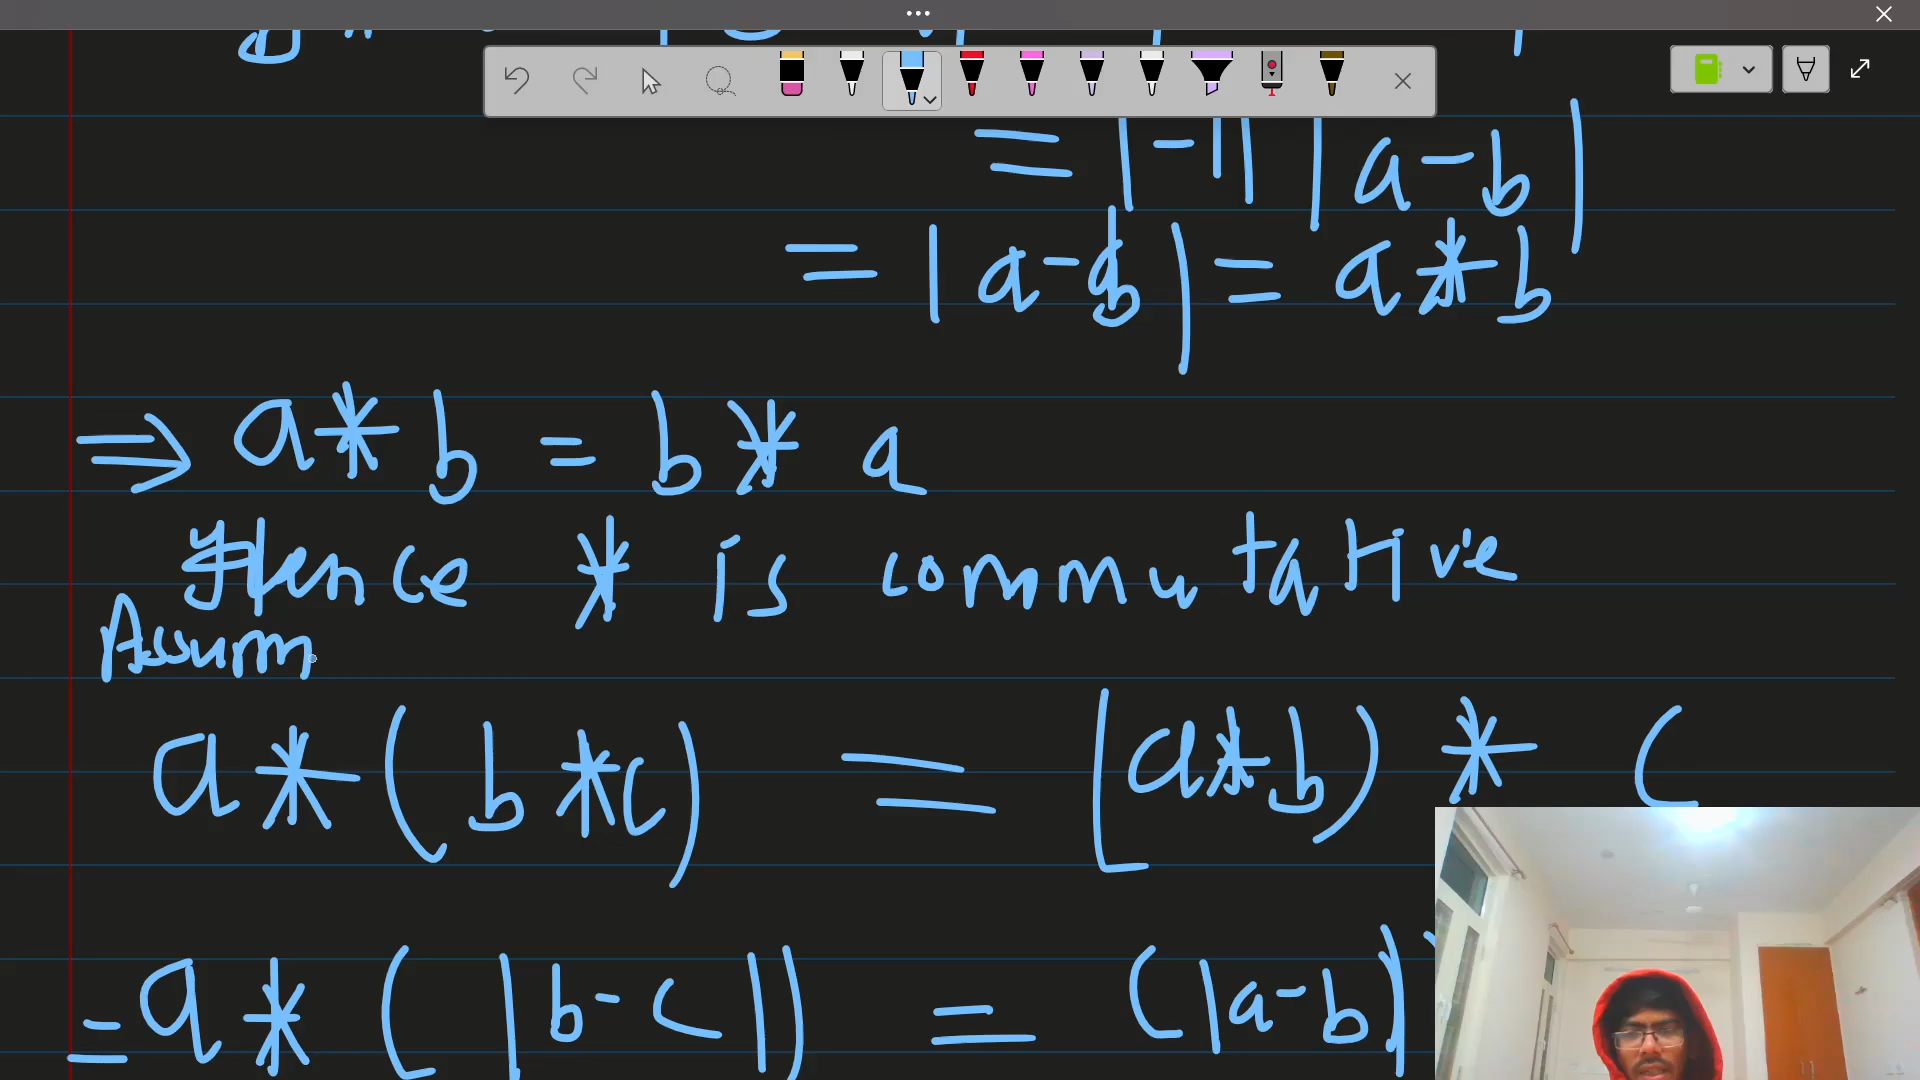 = |-1| |a-b|
= |a-b| = a*b
⇒ a*b = b*a
Hence * is commutative
Assum
a*(b*c) = (a*b) * (
= a*(|b-c|) = (|a-b|)